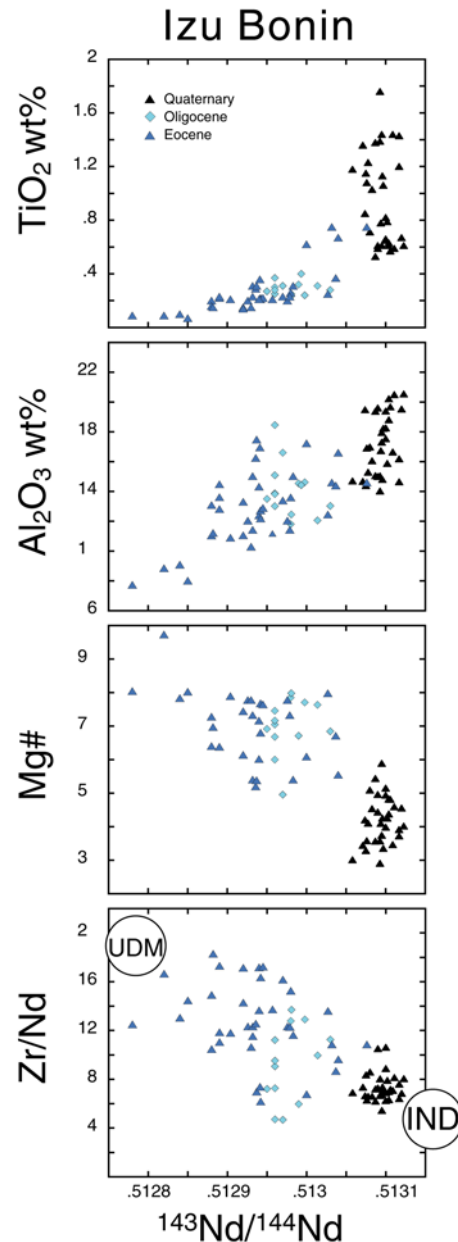 Izu Bonin
TiO2 wt%
2
1.6
1.2
.8
.4
Quaternary
Oligocene
Eocene
Al2O3 wt%
22
18
14
1
6
Mg#
9
7
5
3
Zr/Nd
2
16
12
8
4
UDM
IND
.5128
.5129
.513
.5131
143Nd/144Nd